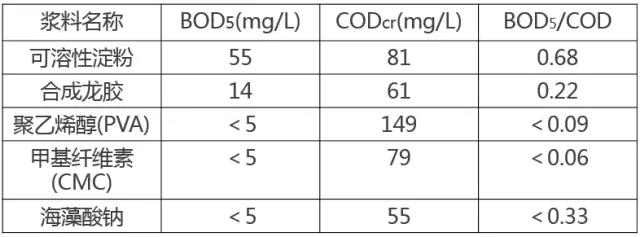 浆料名称 BOD5(mg/L) CODcr(mg/L) BOD5/COD
可溶性淀粉 55 81 0.68
合成龙胶 14 61 0.22
聚乙烯醇(PVA) <5 149 <0.09
甲基纤维素(CMC) <5 79 <0.06
海藻酸钠 <5 55 <0.33